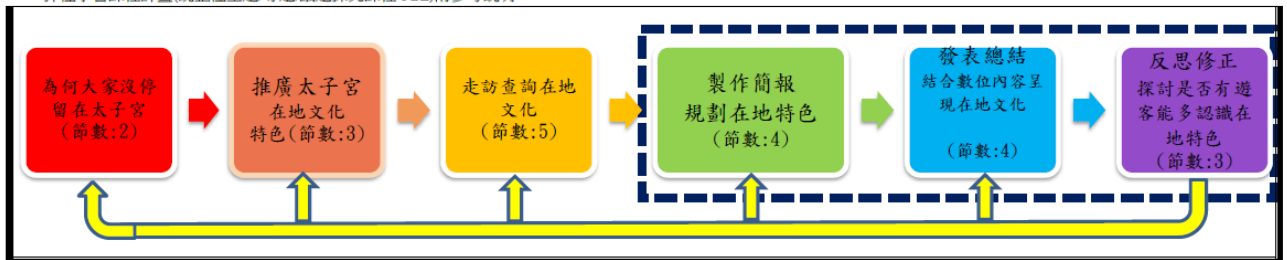 為何大家沒停
留在太子宮
(節數:2)
推廣太子宮
在地文化
特色(節數:3)
走訪查詢在地
文化
(節數:5)
製作簡報
規劃在地特色
(節數:4)
發表總結
結合數位內容呈
現在地文化
(節數:4)
反思修正
探討是否有遊
客能多認識在
地特色
(節數:3)